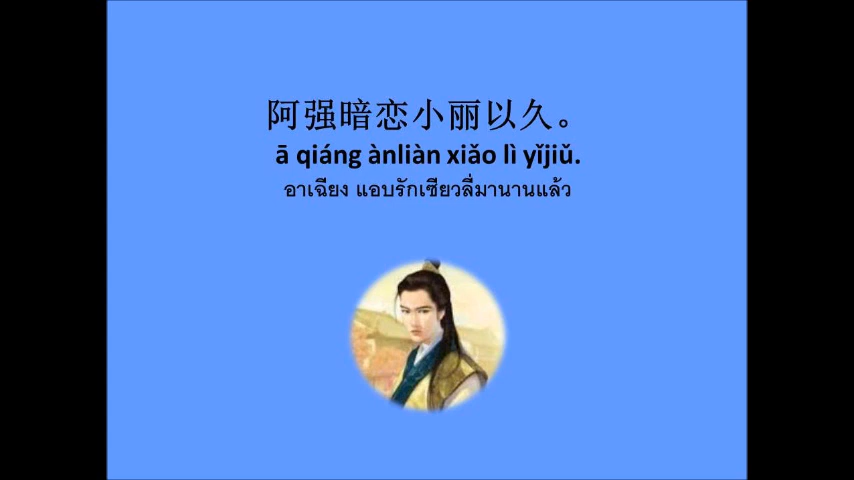 阿强暗恋小丽以久。
ā qiáng ànliàn xiǎo lì yǐjiǔ.
อาเฉียง แอบรักเซียวลี่มานานแล้ว